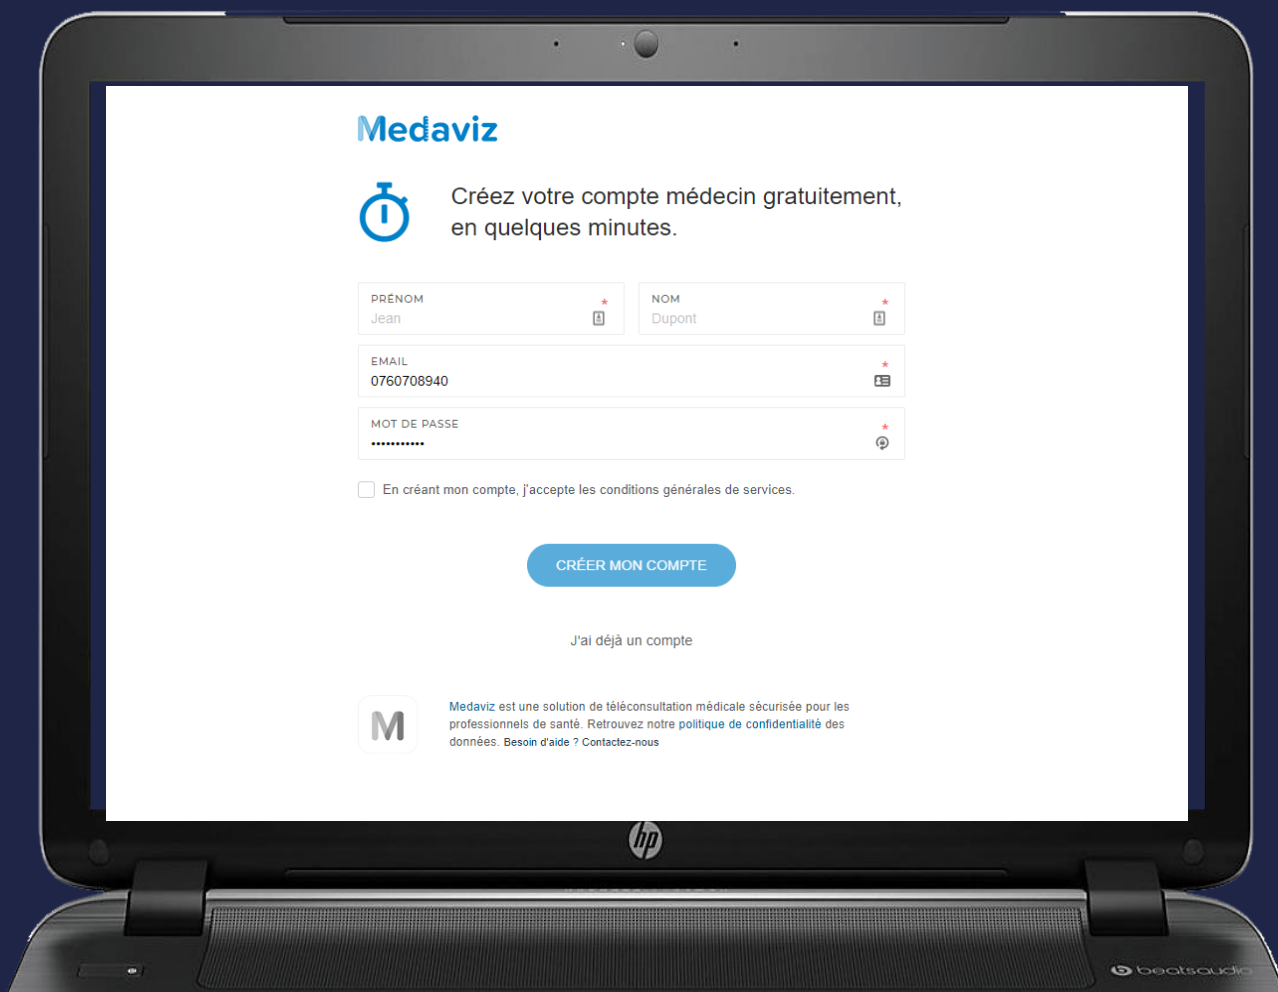 Medaviz
Créez votre compte médecin gratuitement,
en quelques minutes.
PRÉNOM *
Jean
NOM *
Dupont
EMAIL *
0760708940
MOT DE PASSE *
•••••••••••
En créant mon compte, j'accepte les conditions générales de services.
CRÉER MON COMPTE
J'ai déjà un compte
M
Medaviz est une solution de téléconsultation médicale sécurisée pour les
professionnels de santé. Retrouvez notre politique de confidentialité des
données. Besoin d'aide ? Contactez-nous
hp
beatsaudio